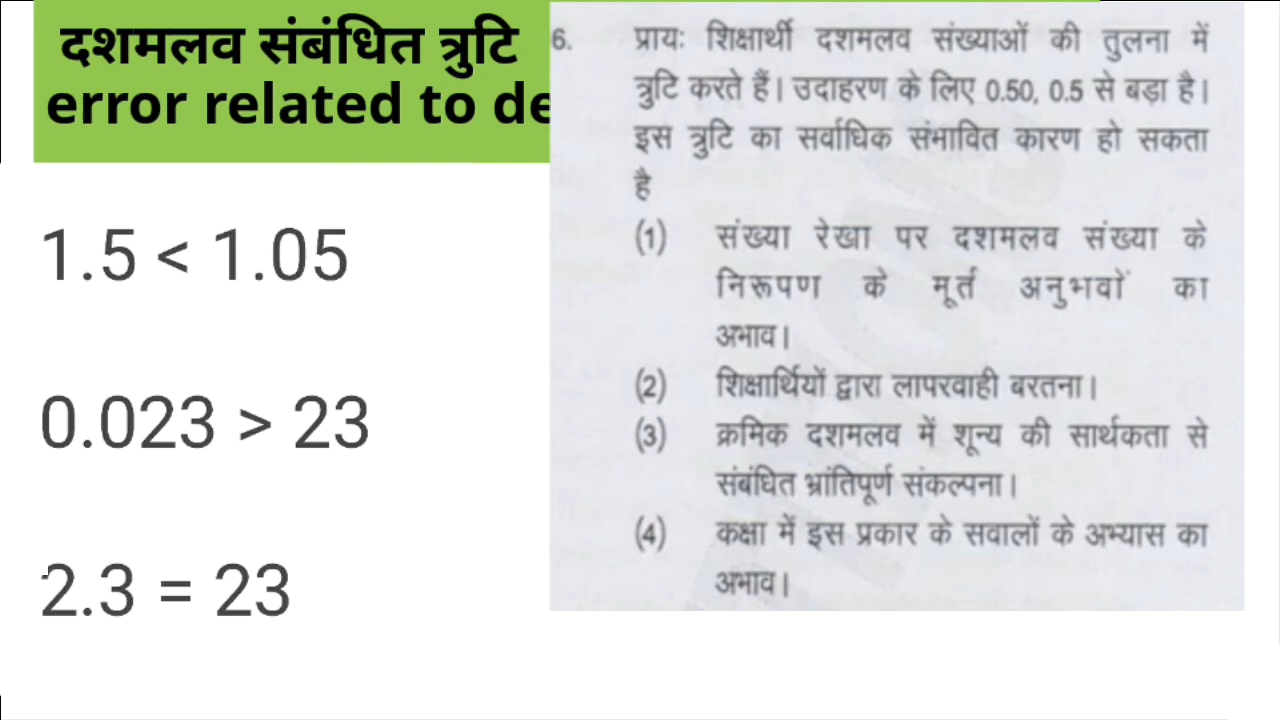 दशमलव संबंधित त्रुटि
error related to de
1.5 < 1.05
0.023 > 23
2.3 = 23
6. प्रायः शिक्षार्थी दशमलव संख्याओं की तुलना में
त्रुटि करते हैं। उदाहरण के लिए 0.50, 0.5 से बड़ा है।
इस त्रुटि का सर्वाधिक संभावित कारण हो सकता
है
(1) संख्या रेखा पर दशमलव संख्या के
निरूपण के मूर्त अनुभवों का
अभाव।
(2) शिक्षार्थियों द्वारा लापरवाही बरतना।
(3) क्रमिक दशमलव में शून्य की सार्थकता से
संबंधित भ्रांतिपूर्ण संकल्पना।
(4) कक्षा में इस प्रकार के सवालों के अभ्यास का
अभाव।